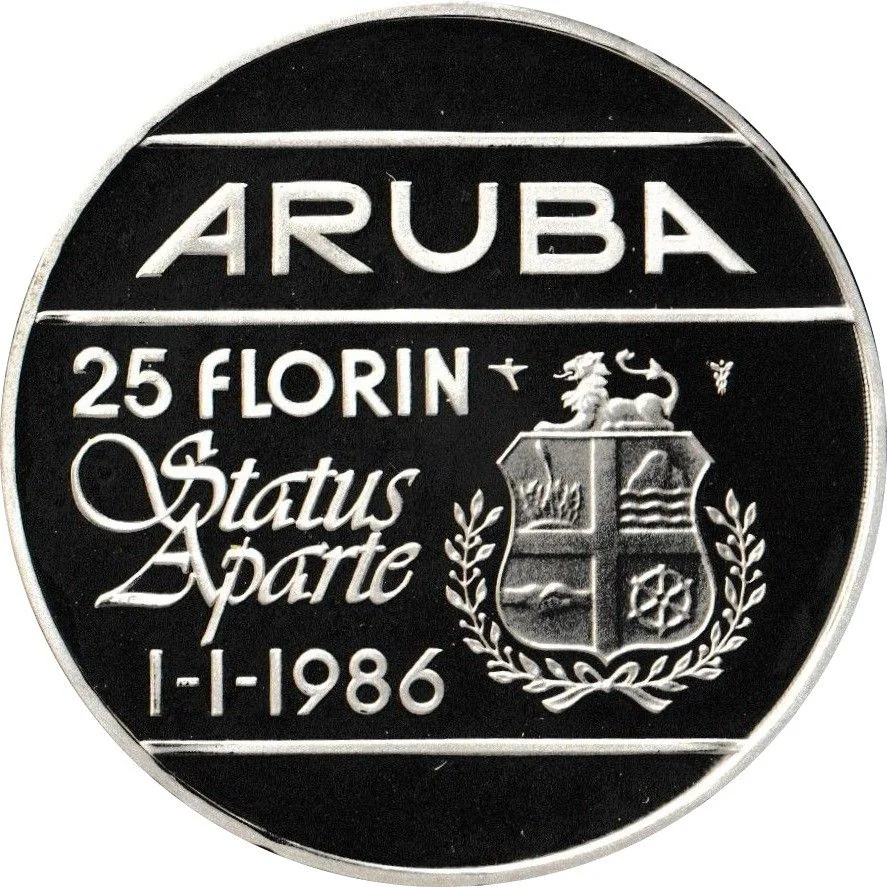 ARUBA
25 FLORIN
Status
Aparte
1-1-1986